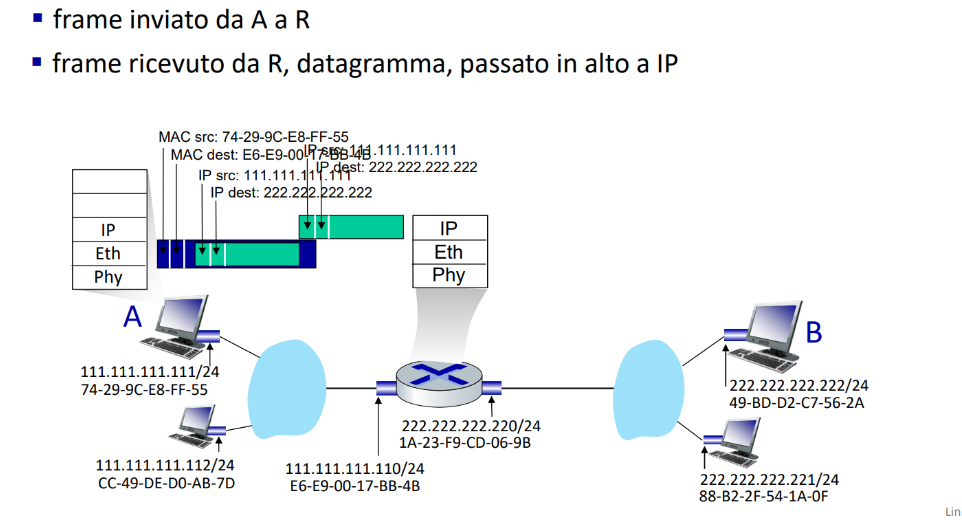 frame inviato da A a R
frame ricevuto da R, datagramma, passato in alto a IP
MAC src: 74-29-9C-E8-FF-55
MAC dest: E6-E9-00-17-BB-4B
IP src: 111.111.111.111
IP dest: 222.222.222.222
IP src: 111.111.111.111
IP dest: 222.222.222.222
IP
Eth
Phy
IP
Eth
Phy
A
B
111.111.111.111/24
74-29-9C-E8-FF-55
222.222.222.222/24
49-BD-D2-C7-56-2A
222.222.222.220/24
1A-23-F9-CD-06-9B
111.111.111.112/24
CC-49-DE-D0-AB-7D
111.111.111.110/24
E6-E9-00-17-BB-4B
222.222.222.221/24
88-B2-2F-54-1A-0F
Lin